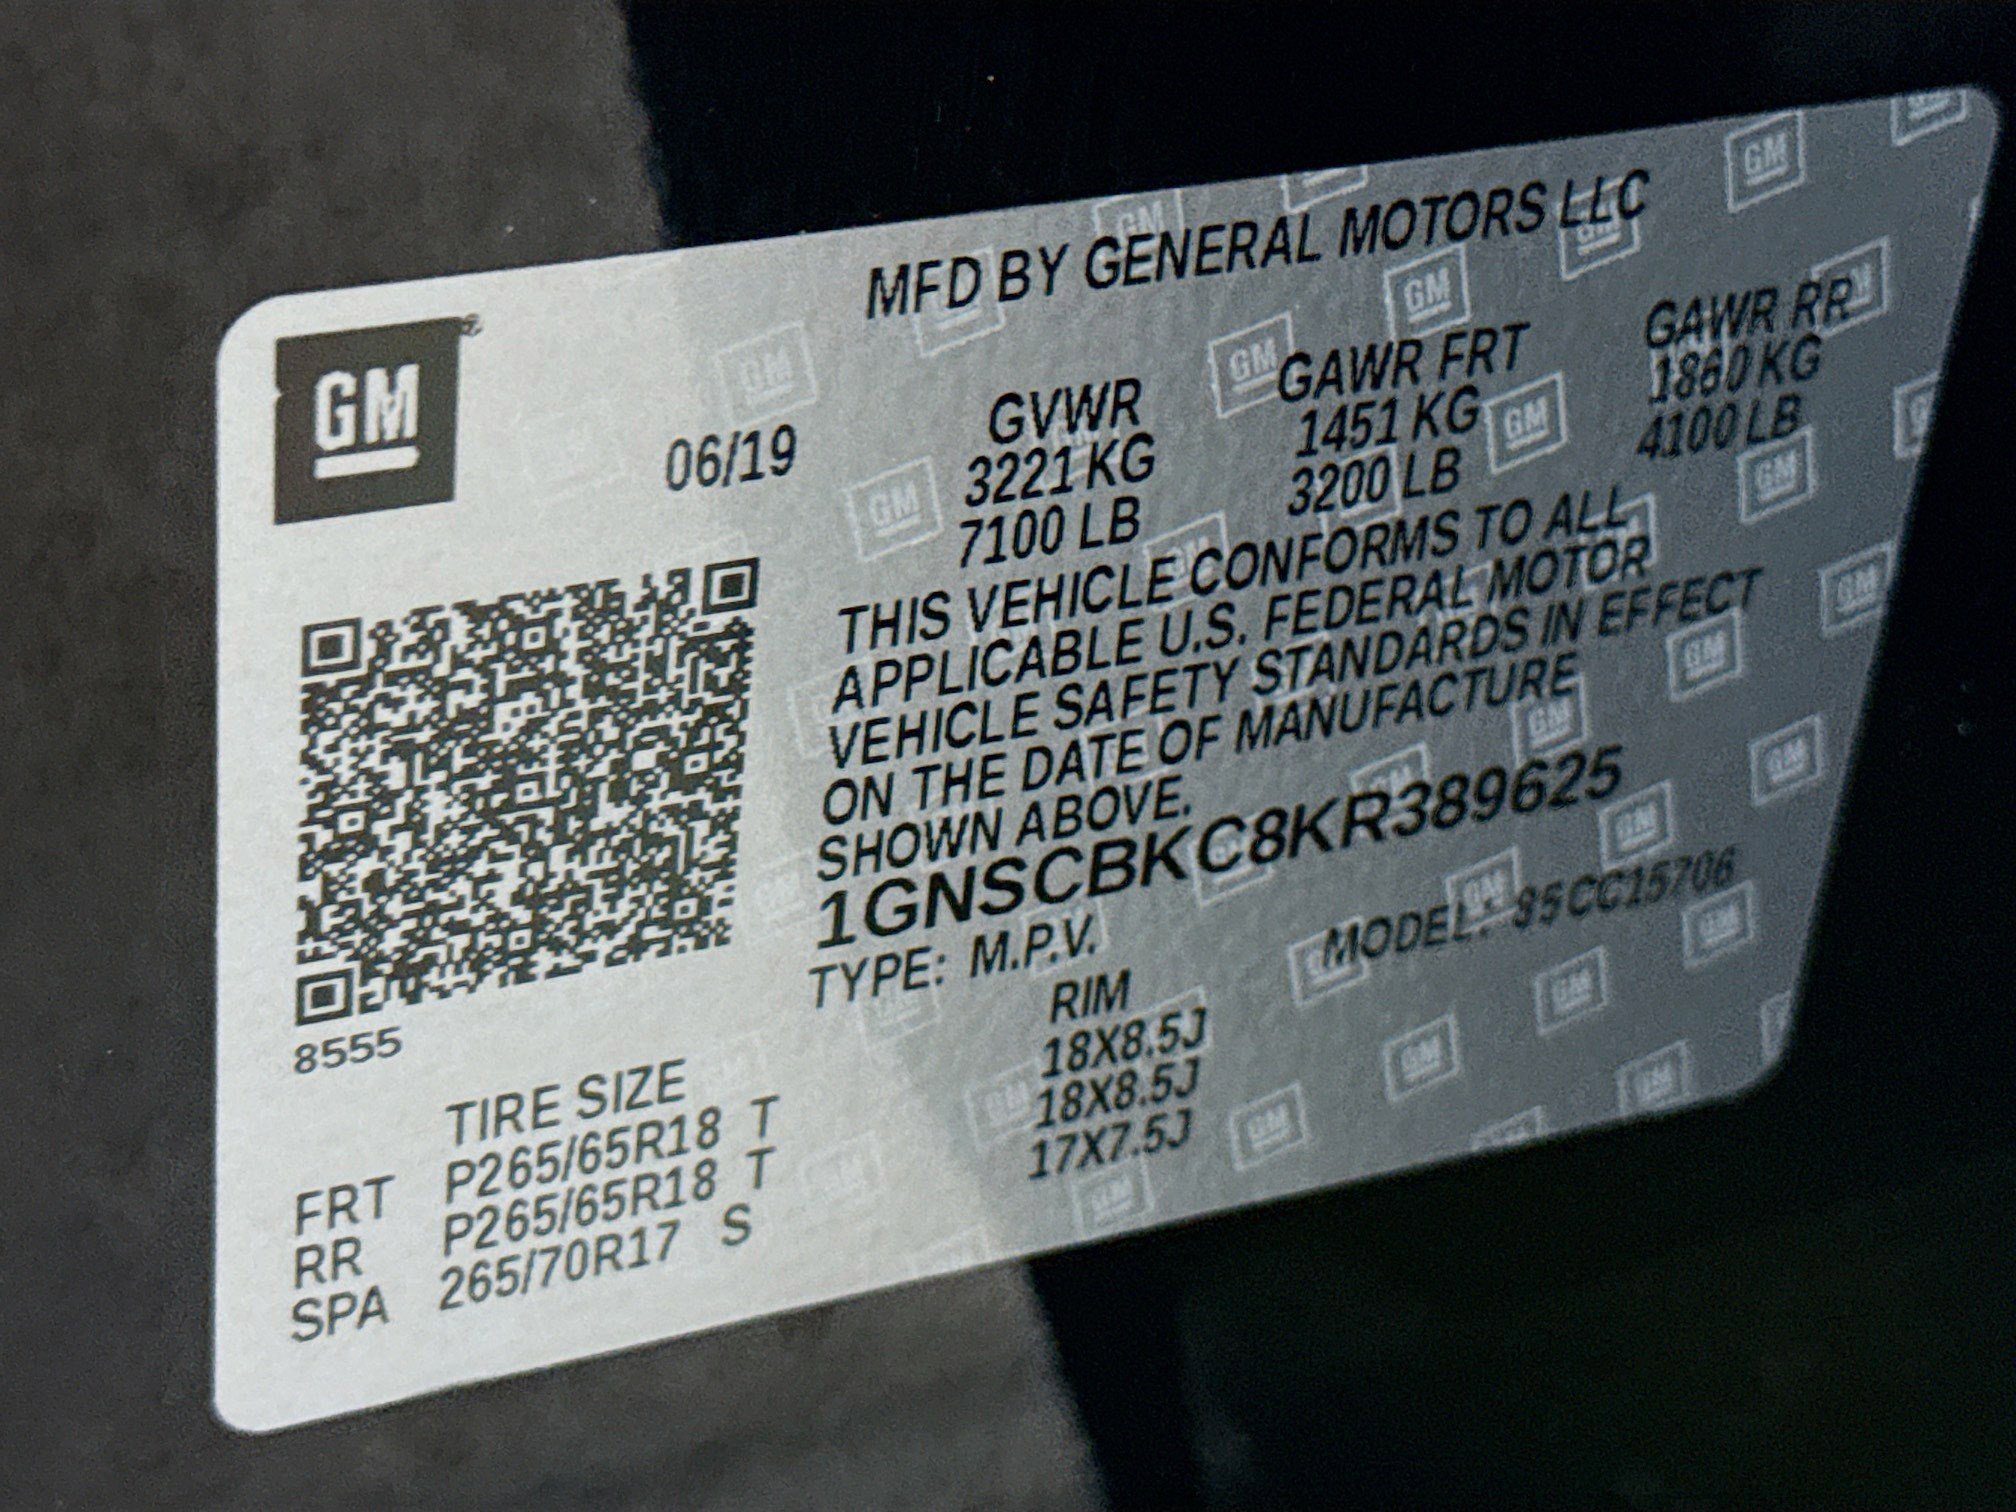 GM
MFD BY GENERAL MOTORS LLC
06/19
GVWR GAWR FRT GAWR RR
3221 KG 1451 KG 1860 KG
7100 LB 3200 LB 4100 LB
THIS VEHICLE CONFORMS TO ALL
APPLICABLE U.S. FEDERAL MOTOR
VEHICLE SAFETY STANDARDS IN EFFECT
ON THE DATE OF MANUFACTURE
SHOWN ABOVE.
1GNSCBKC8KR389625
TYPE: M.P.V. MODEL:
8555
TIRE SIZE RIM
FRT P265/65R18 T 18X8.5J
RR P265/65R18 T 18X8.5J
SPA 265/70R17 S 17X7.5J